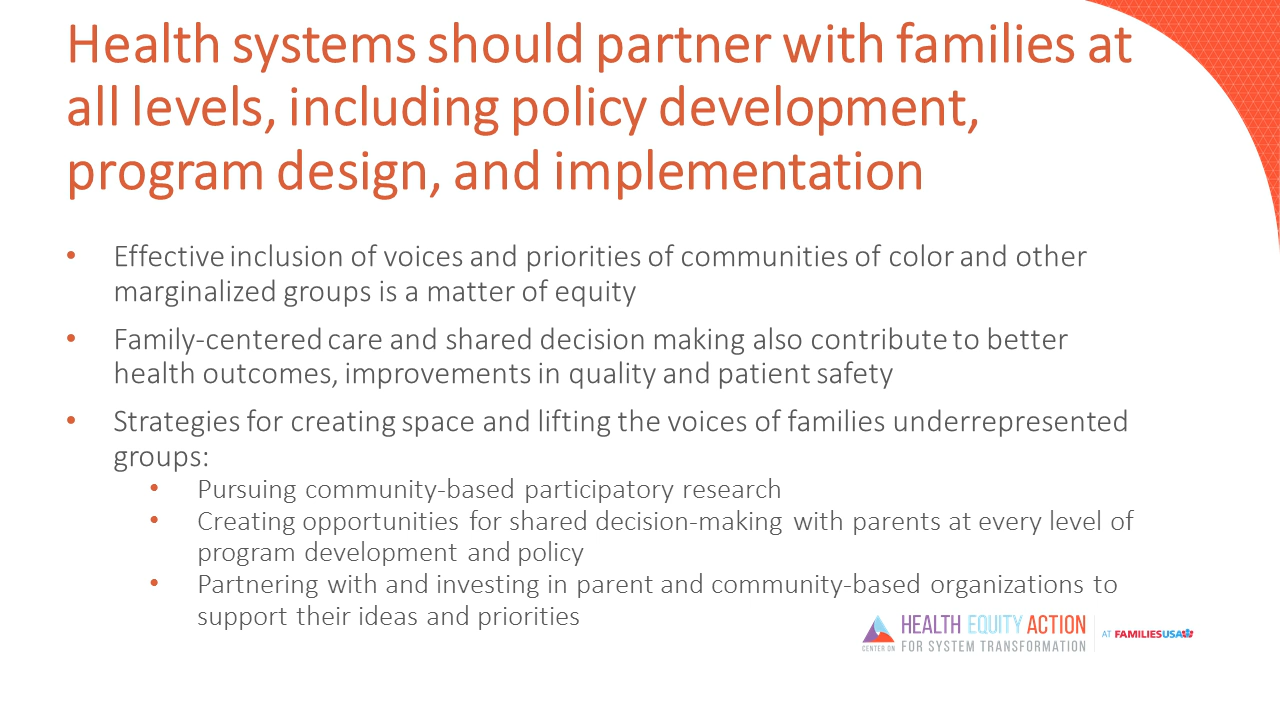 Health systems should partner with families at
all levels, including policy development,
program design, and implementation
• Effective inclusion of voices and priorities of communities of color and other
marginalized groups is a matter of equity
• Family-centered care and shared decision making also contribute to better
health outcomes, improvements in quality and patient safety
• Strategies for creating space and lifting the voices of families underrepresented
groups:
• Pursuing community-based participatory research
• Creating opportunities for shared decision-making with parents at every level of
program development and policy
• Partnering with and investing in parent and community-based organizations to
support their ideas and priorities
HEALTH EQUITY ACTION
CENTER ON FOR SYSTEM TRANSFORMATION
AT FAMILIESUSA